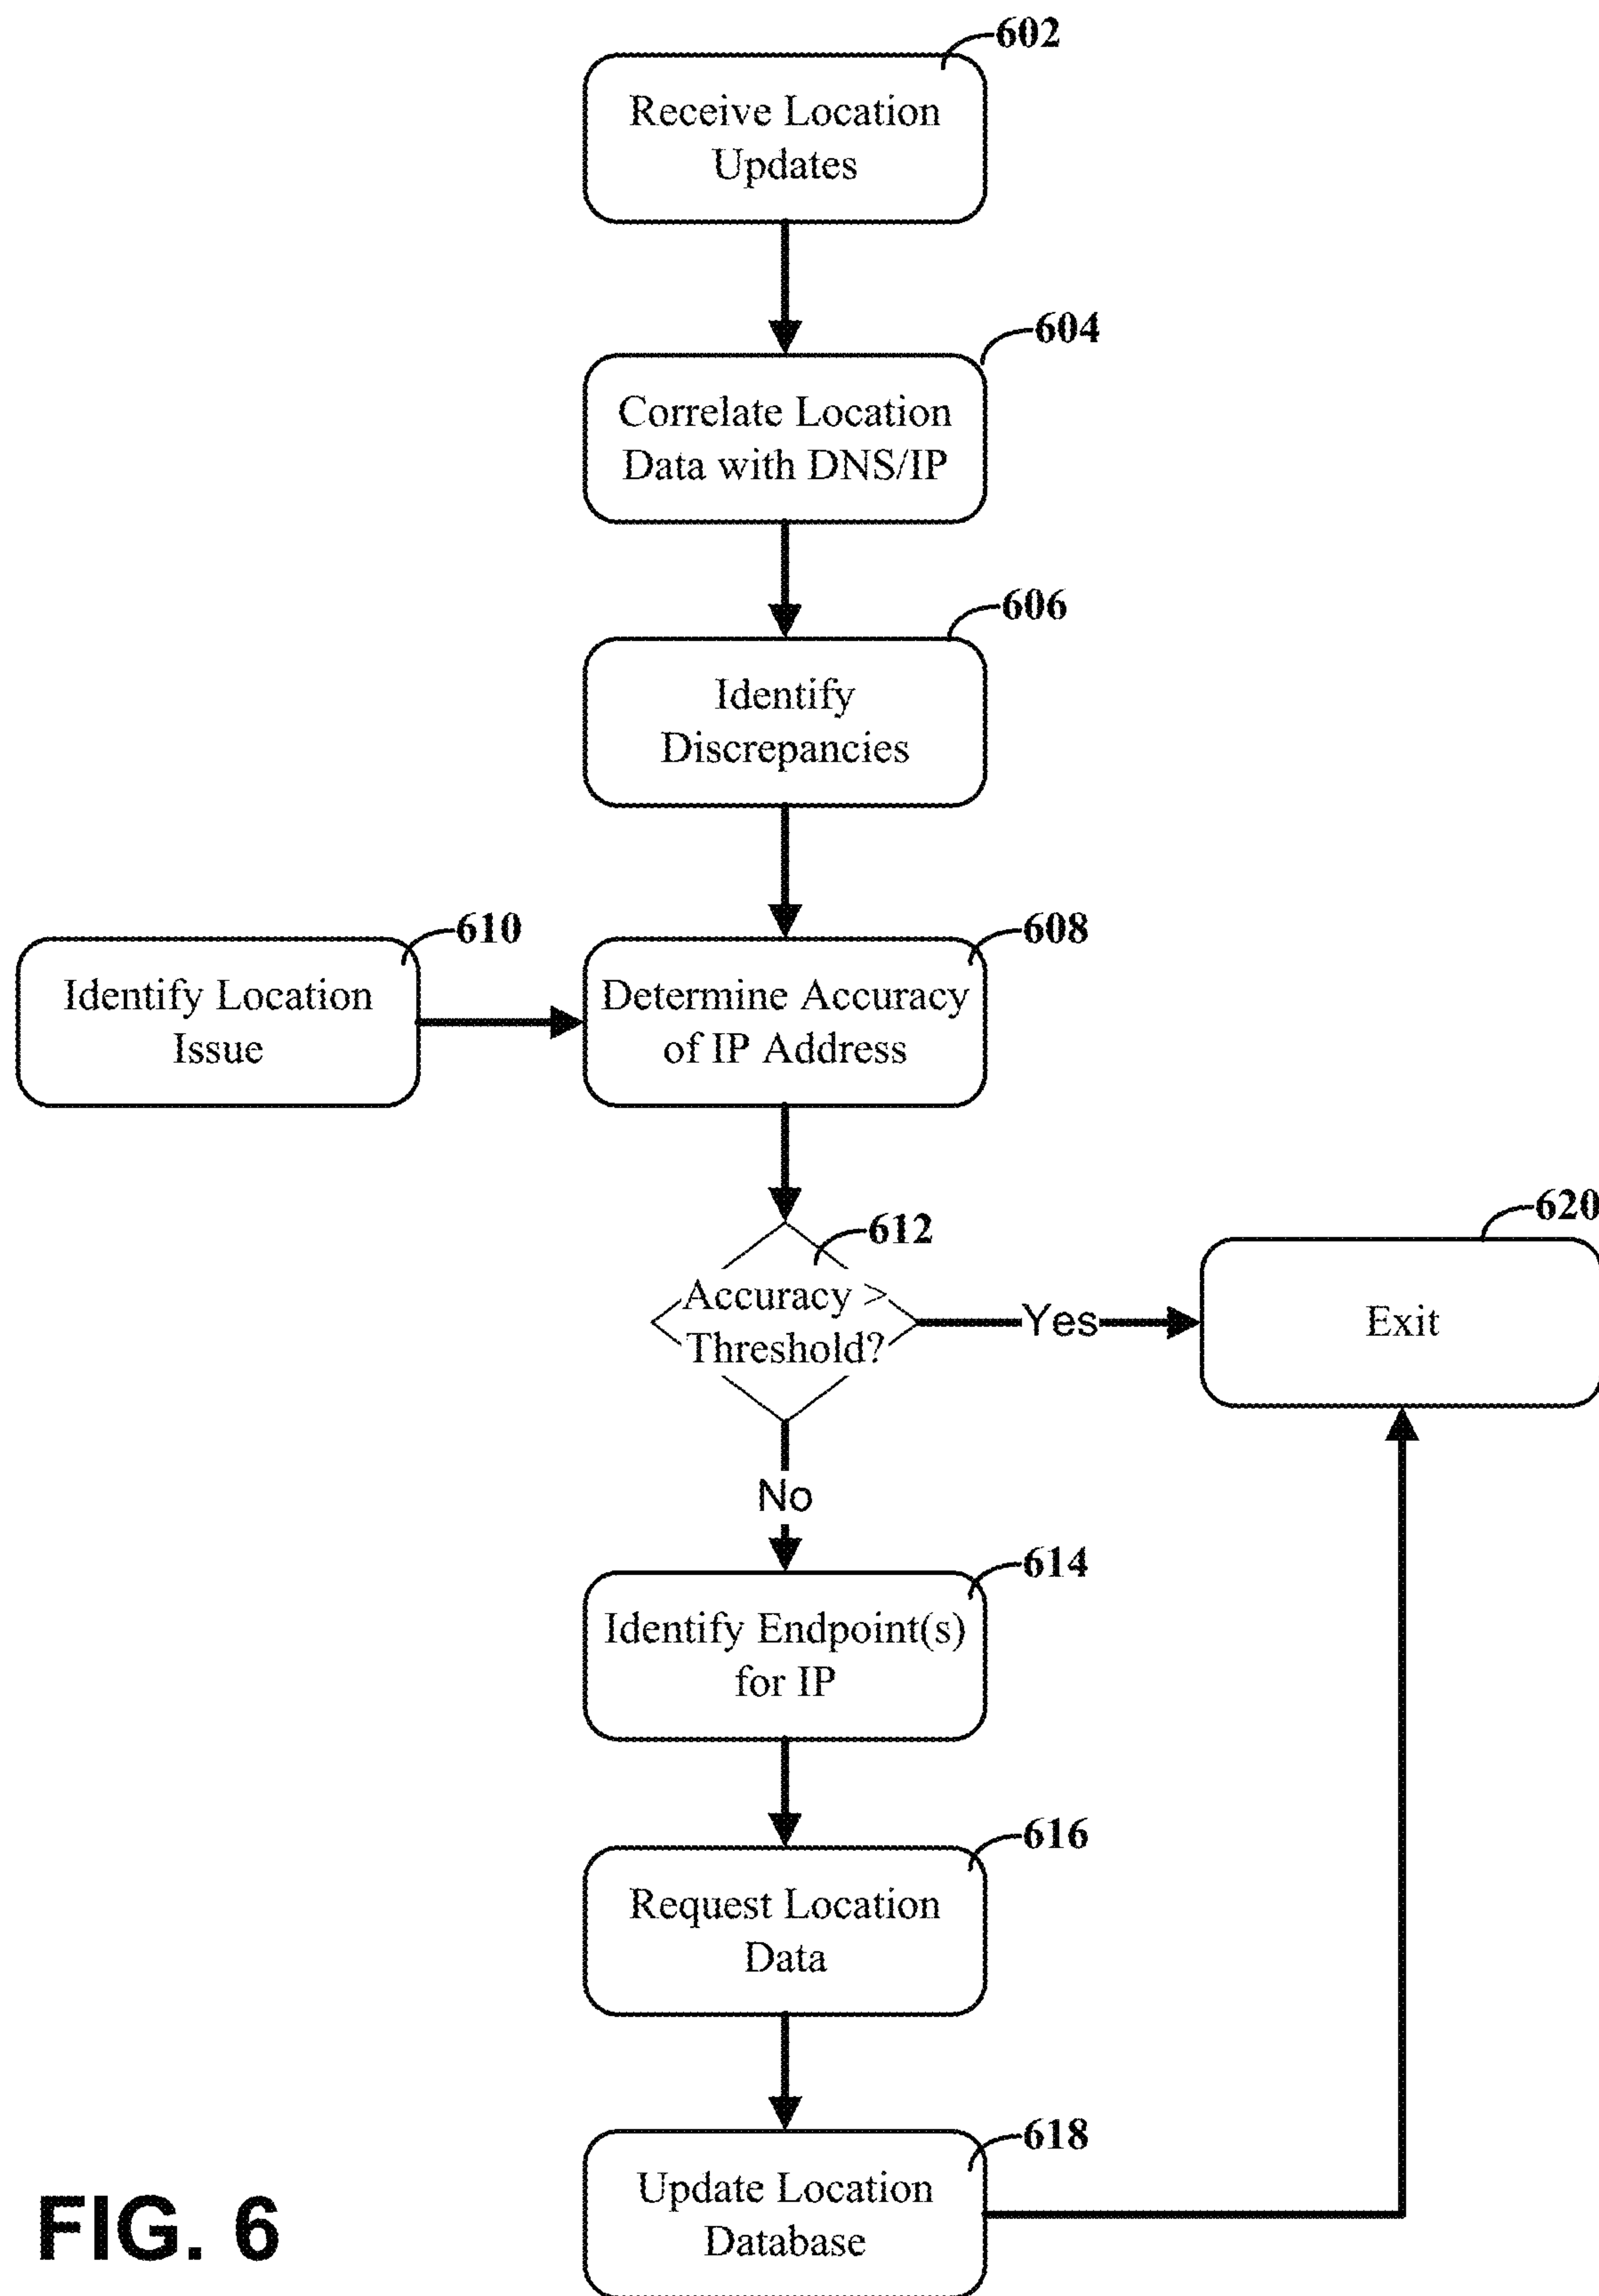 602
Receive Location
Updates
604
Correlate Location
Data with DNS/IP
606
Identify
Discrepancies
610
Identify Location
Issue
608
Determine Accuracy
of IP Address
612
Accuracy >
Threshold?
Yes
620
Exit
No
614
Identify Endpoint(s)
for IP
616
Request Location
Data
618
Update Location
Database
FIG. 6